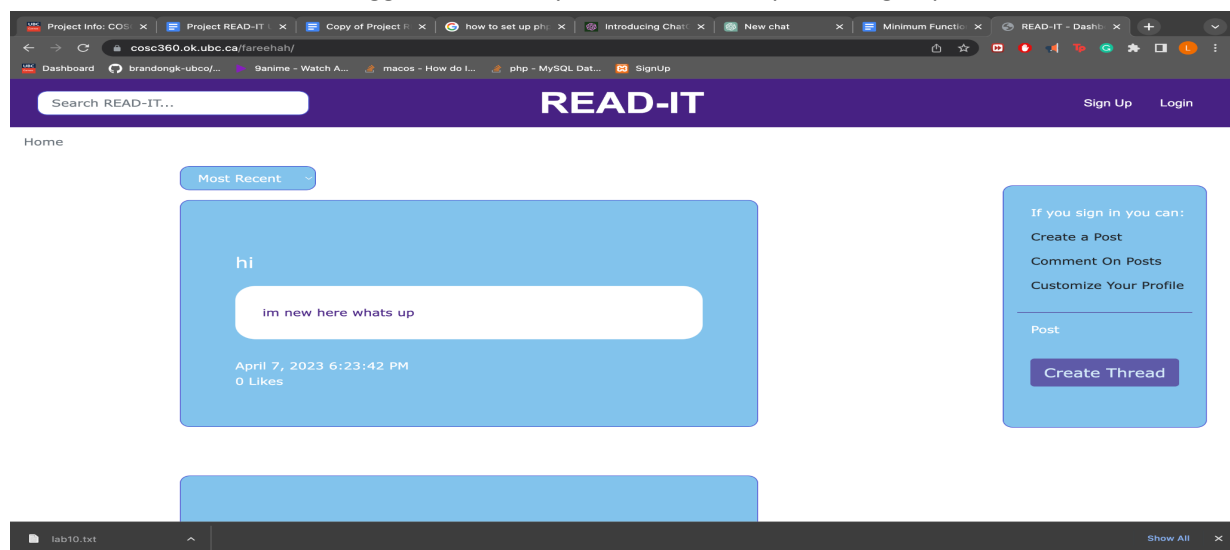 Project Info: COS
Project READ-IT
Copy of Project R
how to set up php
Introducing Chat
New chat
Minimum Functio
READ-IT - Dashb
cosc360.ok.ubc.ca/fareehah/
Dashboard
brandongk-ubco/...
9anime - Watch A...
macos - How do I...
php - MySQL Dat...
SignUp
Search READ-IT...
READ-IT
Sign Up
Login
Home
Most Recent
hi
im new here whats up
April 7, 2023 6:23:42 PM
0 Likes
If you sign in you can:
Create a Post
Comment On Posts
Customize Your Profile
Post
Create Thread
lab10.txt
Show All